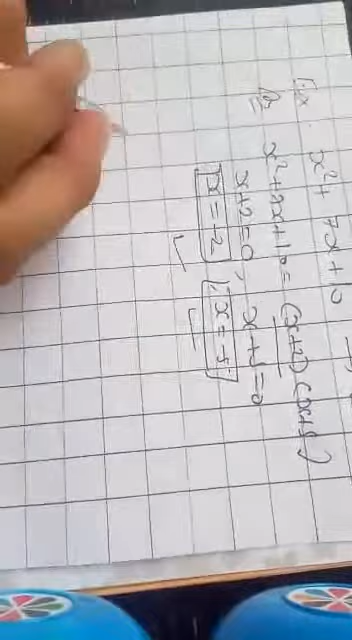 Ex. x² + 7x + 10
x² + 7x + 10 = (x+2) (x+5)
x+2=0, x+5=0
x = -2, x = -5